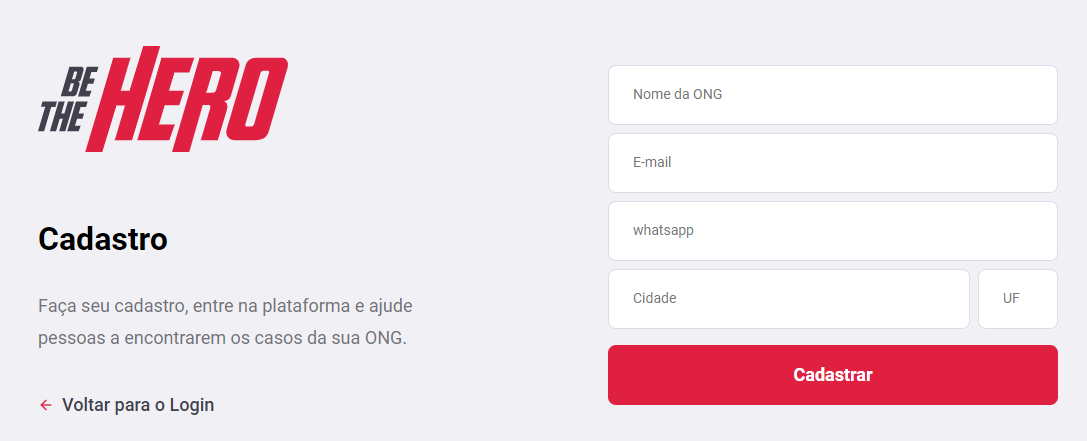 BE
THE
HERO
Cadastro
Faça seu cadastro, entre na plataforma e ajude
pessoas a encontrarem os casos da sua ONG.
Voltar para o Login
Nome da ONG
E-mail
whatsapp
Cidade
UF
Cadastrar